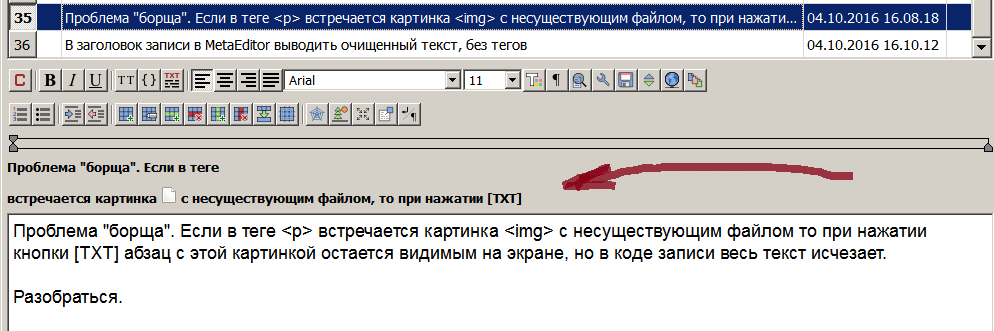 35 Проблема "борща". Если в теге <p> встречается картинка <img> с несуществующим файлом, то при нажати... 04.10.2016 16.08.18
36 В заголовок записи в MetaEditor выводить очищенный текст, без тегов 04.10.2016 16.10.12
C B I U TT {} TXT Arial 11 T ¶
¶
Проблема "борща". Если в теге
встречается картинка с несуществующим файлом, то при нажатии [TXT]
Проблема "борща". Если в теге <p> встречается картинка <img> с несуществующим файлом то при нажатии
кнопки [TXT] абзац с этой картинкой остается видимым на экране, но в коде записи весь текст исчезает.
Разобраться.